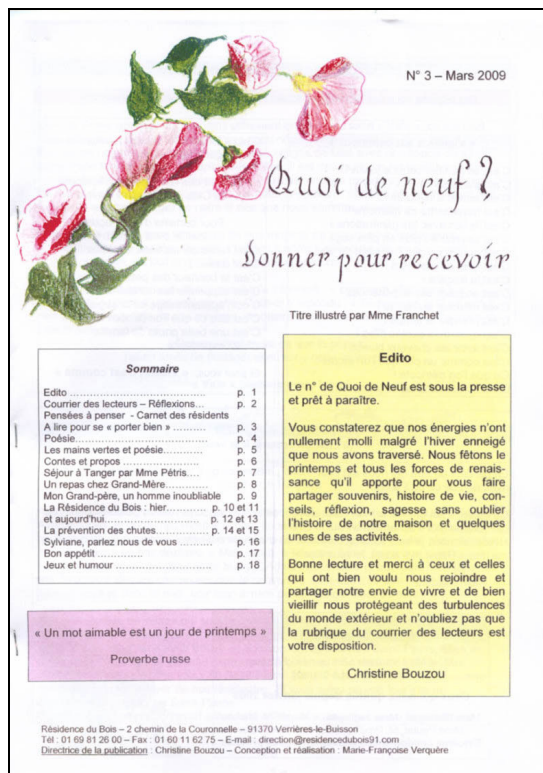 N° 3 – Mars 2009
Quoi de neuf ?
Donner pour recevoir
Titre illustré par Mme Franchet
Sommaire
Edito ………………………………… p. 1
Courrier des lecteurs – Réflexions… p. 2
Pensées à penser - Carnet des résidents
A lire pour se « porter bien » ………. p. 3
Poésie………………………………… p. 4
Les mains vertes et poésie…………. p. 5
Contes et propos …………………… p. 6
Séjour à Tanger par Mme Pétris…. p. 7
Un repas chez Grand-Mère………… p. 8
Mon Grand-père, un homme inoubliable p. 9
La Résidence du Bois : hier………… p. 10 et 11
et aujourd'hui………………… p. 12 et 13
La prévention des chutes……………. p. 14 et 15
Sylviane, parlez nous de vous ……… p. 16
Bon appétit ………….. p. 17
Jeux et humour ……………………… p. 18
« Un mot aimable est un jour de printemps »
Proverbe russe
Edito
Le n° de Quoi de Neuf est sous la presse
et prêt à paraître.
Vous constaterez que nos énergies n'ont
nullement molli malgré l'hiver enneigé
que nous avons traversé. Nous fêtons le
printemps et tous les forces de renais-
sance qu'il apporte pour vous faire
partager souvenirs, histoire de vie, con-
seils, réflexion, sagesse sans oublier
l'histoire de notre maison et quelques
unes de ses activités.
Bonne lecture et merci à ceux et celles
qui ont bien voulu nous rejoindre et
partager notre envie de vivre et de bien
vieillir nous protégeant des turbulences
du monde extérieur et n'oubliez pas que
la rubrique du courrier des lecteurs est
votre disposition.
Christine Bouzou
Résidence du Bois – 2 chemin de la Couronnelle – 91370 Verrières-le-Buisson
Tél : 01 69 81 26 00 – Fax : 01 60 11 62 75 – E-mail : direction@residencedubois91.com
Directrice de la publication : Christine Bouzou – Conception et réalisation : Marie-Françoise Verquère